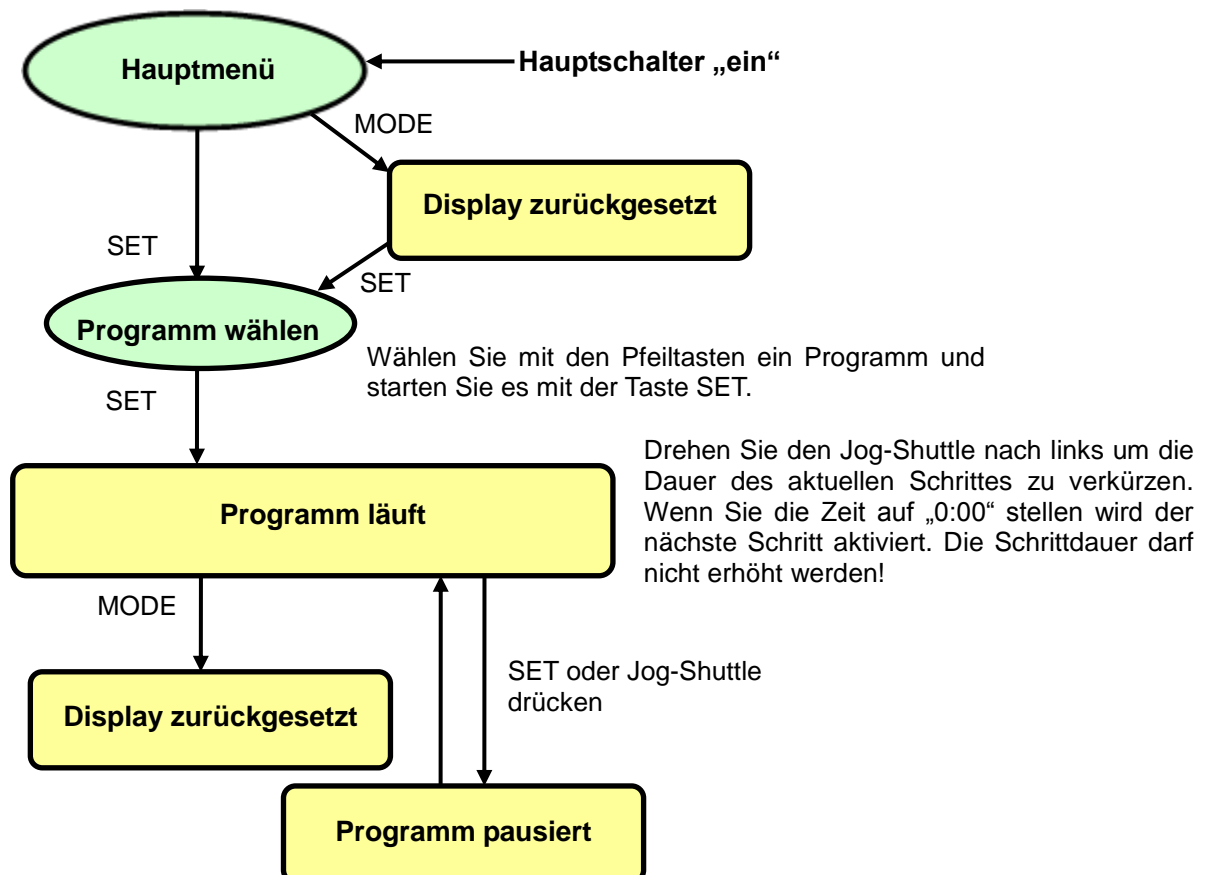 Hauptmenü
Hauptschalter „ein“
MODE
Display zurückgesetzt
SET
SET
Programm wählen
Wählen Sie mit den Pfeiltasten ein Programm und
starten Sie es mit der Taste SET.
SET
Drehen Sie den Jog-Shuttle nach links um die
Dauer des aktuellen Schrittes zu verkürzen.
Wenn Sie die Zeit auf „0:00“ stellen wird der
nächste Schritt aktiviert. Die Schrittdauer darf
nicht erhöht werden!
Programm läuft
MODE
SET oder Jog-Shuttle
drücken
Display zurückgesetzt
Programm pausiert